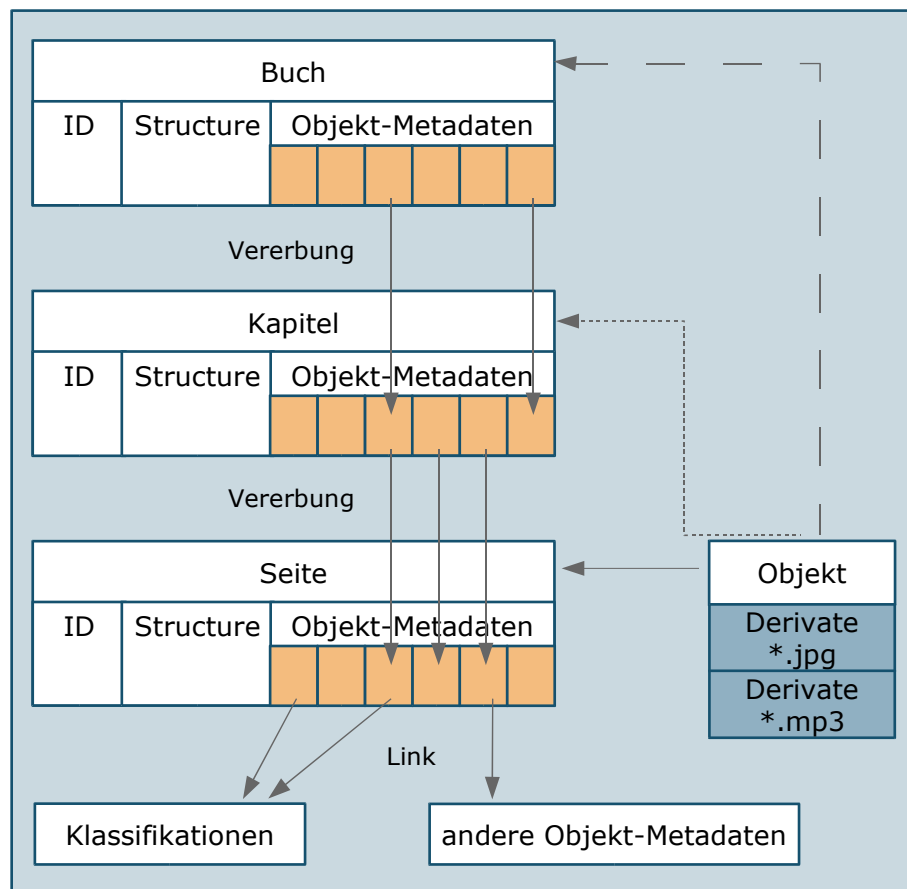 Buch
ID Structure Objekt-Metadaten
Vererbung
Kapitel
ID Structure Objekt-Metadaten
Vererbung
Seite
ID Structure Objekt-Metadaten
Objekt
Derivate
*.jpg
Derivate
*.mp3
Link
Klassifikationen
andere Objekt-Metadaten